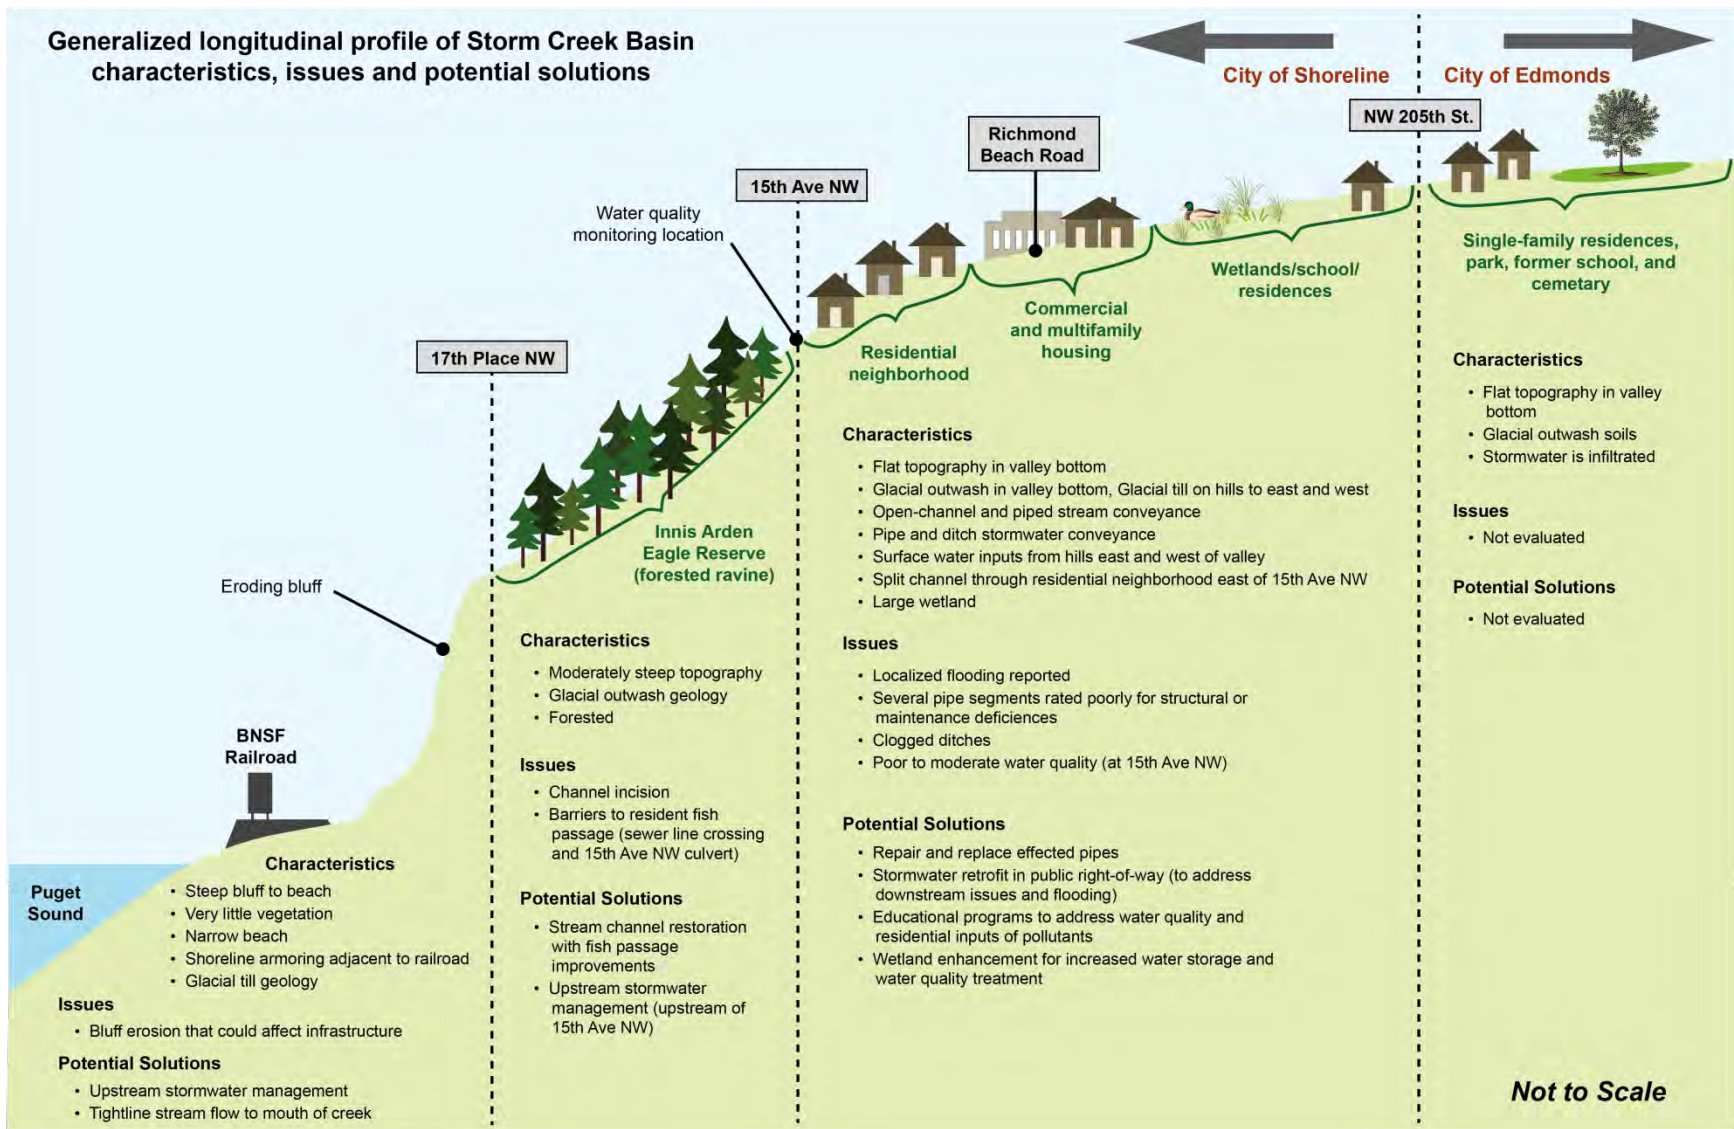 Generalized longitudinal profile of Storm Creek Basin
characteristics, issues and potential solutions
City of Shoreline
City of Edmonds
NW 205th St.
Richmond
Beach Road
15th Ave NW
Water quality
monitoring location
17th Place NW
Eroding bluff
BNSF
Railroad
Puget
Sound
Characteristics
• Steep bluff to beach
• Very little vegetation
• Narrow beach
• Shoreline armoring adjacent to railroad
• Glacial till geology
Issues
• Bluff erosion that could affect infrastructure
Potential Solutions
• Upstream stormwater management
• Tightline stream flow to mouth of creek
Innis Arden
Eagle Reserve
(forested ravine)
Characteristics
• Moderately steep topography
• Glacial outwash geology
• Forested
Issues
• Channel incision
• Barriers to resident fish
passage (sewer line crossing
and 15th Ave NW culvert)
Potential Solutions
• Stream channel restoration
with fish passage
improvements
• Upstream stormwater
management (upstream of
15th Ave NW)
Residential
neighborhood
Commercial
and multifamily
housing
Wetlands/school/
residences
Characteristics
• Flat topography in valley bottom
• Glacial outwash in valley bottom, Glacial till on hills to east and west
• Open-channel and piped stream conveyance
• Pipe and ditch stormwater conveyance
• Surface water inputs from hills east and west of valley
• Split channel through residential neighborhood east of 15th Ave NW
• Large wetland
Issues
• Localized flooding reported
• Several pipe segments rated poorly for structural or
maintenance deficiences
• Clogged ditches
• Poor to moderate water quality (at 15th Ave NW)
Potential Solutions
• Repair and replace effected pipes
• Stormwater retrofit in public right-of-way (to address
downstream issues and flooding)
• Educational programs to address water quality and
residential inputs of pollutants
• Wetland enhancement for increased water storage and
water quality treatment
Single-family residences,
park, former school, and
cemetary
Characteristics
• Flat topography in valley
bottom
• Glacial outwash soils
• Stormwater is infiltrated
Issues
• Not evaluated
Potential Solutions
• Not evaluated
Not to Scale